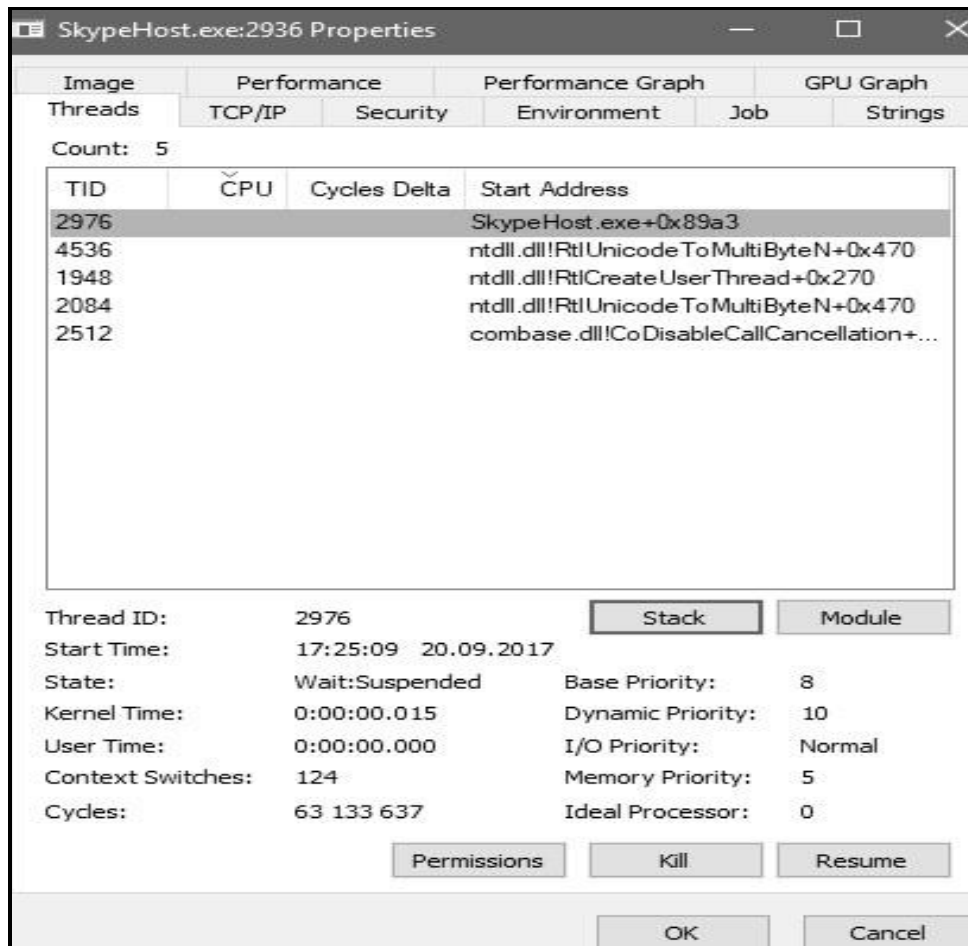 SkypeHost.exe:2936 Properties
Image Performance Performance Graph GPU Graph
Threads TCP/IP Security Environment Job Strings
Count: 5
TID CPU Cycles Delta Start Address
2976 SkypeHost.exe+0x89a3
4536 ntdll.dll!RtlUnicodeToMultiByteN+0x470
1948 ntdll.dll!RtlCreateUserThread+0x270
2084 ntdll.dll!RtlUnicodeToMultiByteN+0x470
2512 combase.dll!CoDisableCallCancellation+...
Thread ID: 2976 Stack Module
Start Time: 17:25:09 20.09.2017
State: Wait:Suspended Base Priority: 8
Kernel Time: 0:00:00.015 Dynamic Priority: 10
User Time: 0:00:00.000 I/O Priority: Normal
Context Switches: 124 Memory Priority: 5
Cycles: 63 133 637 Ideal Processor: 0
Permissions Kill Resume
OK Cancel